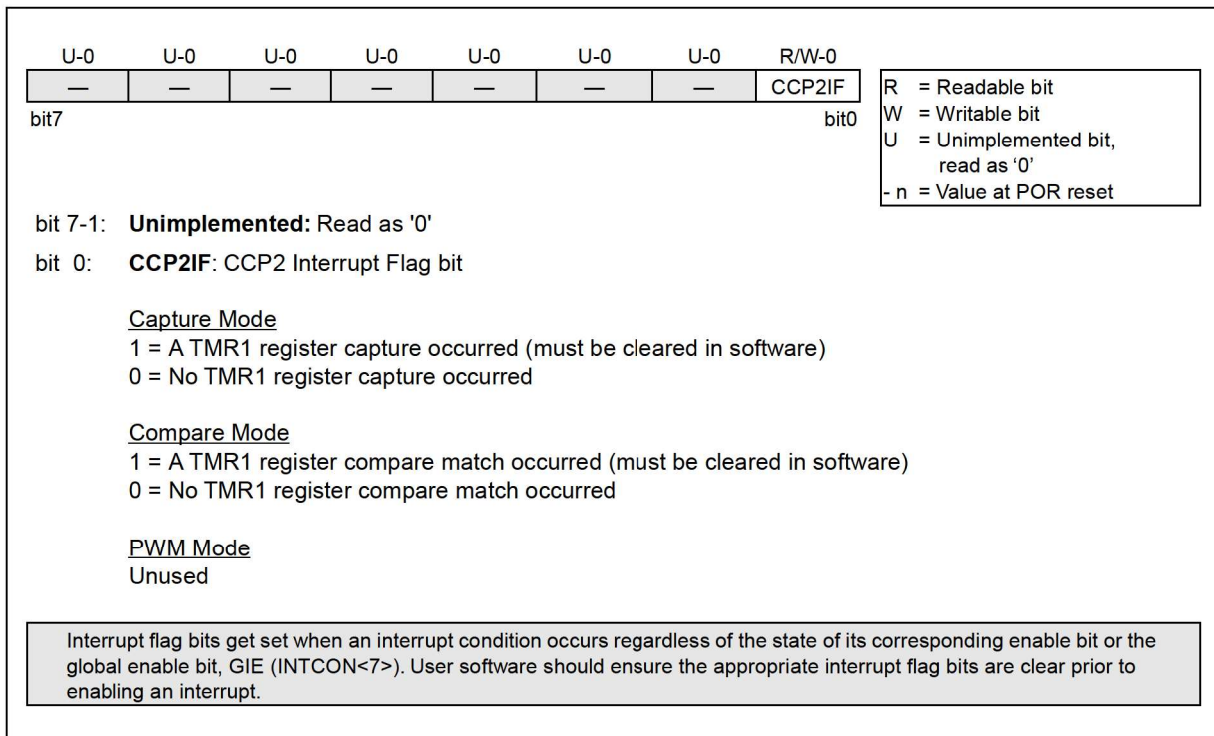 U-0 U-0 U-0 U-0 U-0 U-0 U-0 R/W-0
— — — — — — — CCP2IF
bit7 bit0
R = Readable bit
W = Writable bit
U = Unimplemented bit,
read as ‘0’
- n = Value at POR reset
bit 7-1: Unimplemented: Read as '0'
bit 0: CCP2IF: CCP2 Interrupt Flag bit
Capture Mode
1 = A TMR1 register capture occurred (must be cleared in software)
0 = No TMR1 register capture occurred
Compare Mode
1 = A TMR1 register compare match occurred (must be cleared in software)
0 = No TMR1 register compare match occurred
PWM Mode
Unused
Interrupt flag bits get set when an interrupt condition occurs regardless of the state of its corresponding enable bit or the
global enable bit, GIE (INTCON<7>). User software should ensure the appropriate interrupt flag bits are clear prior to
enabling an interrupt.